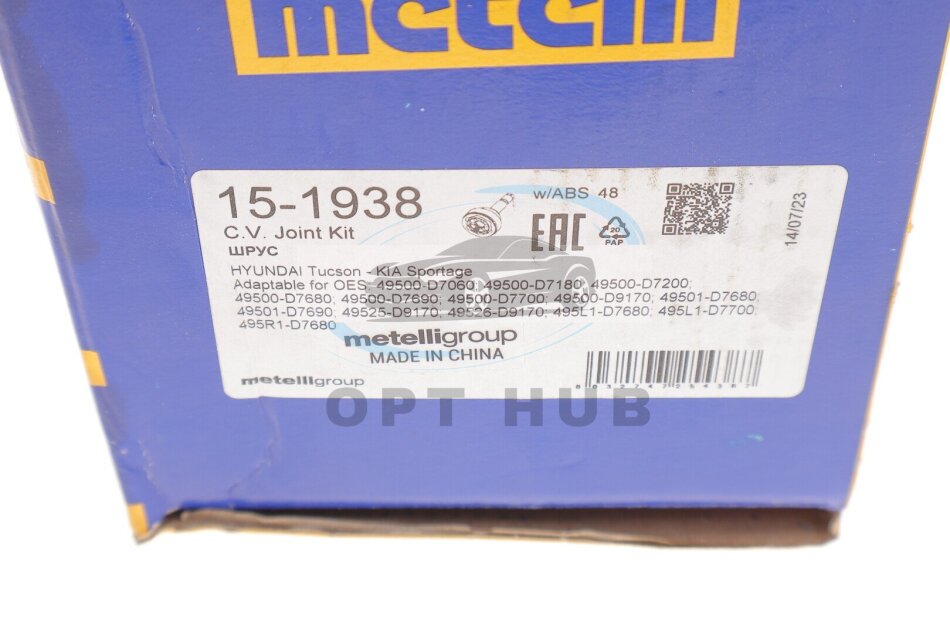 metelli
15-1938
w/ABS 48
C.V. Joint Kit
EAC
20
PAP
14/07/23
ШРУС
HYUNDAI Tucson - KIA Sportage
Adaptable for OES: 49500-D7060; 49500-D7180; 49500-D7200;
49500-D7680; 49500-D7690; 49500-D7700; 49500-D9170; 49501-D7680;
49501-D7690; 49525-D9170; 49526-D9170; 495L1-D7680; 495L1-D7700;
495R1-D7680
metelligroup
MADE IN CHINA
metelligroup
OPT HUB